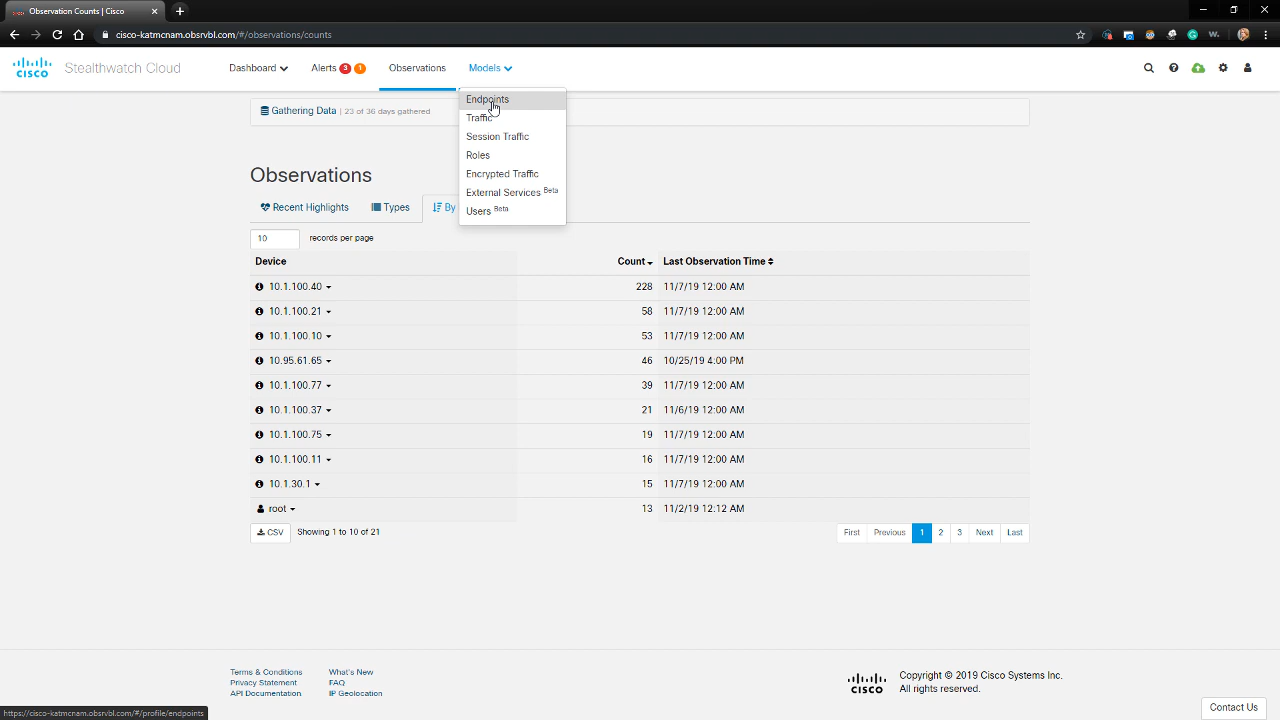 Observation Counts | Cisco
cisco-katmcnam.obsrvbl.com/#/observations/counts
W.
CISCO
Stealthwatch Cloud
Dashboard
Alerts 3 1
Observations
Models
Endpoints
Traffic
Session Traffic
Roles
Encrypted Traffic
External Services Beta
Users Beta
Gathering Data | 23 of 36 days gathered
Observations
Recent Highlights
Types
By
10 records per page
Device Count Last Observation Time
10.1.100.40 228 11/7/19 12:00 AM
10.1.100.21 58 11/7/19 12:00 AM
10.1.100.10 53 11/7/19 12:00 AM
10.95.61.65 46 10/25/19 4:00 PM
10.1.100.77 39 11/7/19 12:00 AM
10.1.100.37 21 11/6/19 12:00 AM
10.1.100.75 19 11/7/19 12:00 AM
10.1.100.11 16 11/7/19 12:00 AM
10.1.30.1 15 11/7/19 12:00 AM
root 13 11/2/19 12:12 AM
CSV Showing 1 to 10 of 21
First Previous 1 2 3 Next Last
Terms & Conditions What's New
Privacy Statement FAQ
API Documentation IP Geolocation
CISCO
Copyright © 2019 Cisco Systems Inc.
All rights reserved.
Contact Us
https://cisco-katmcnam.obsrvbl.com/#/profile/endpoints